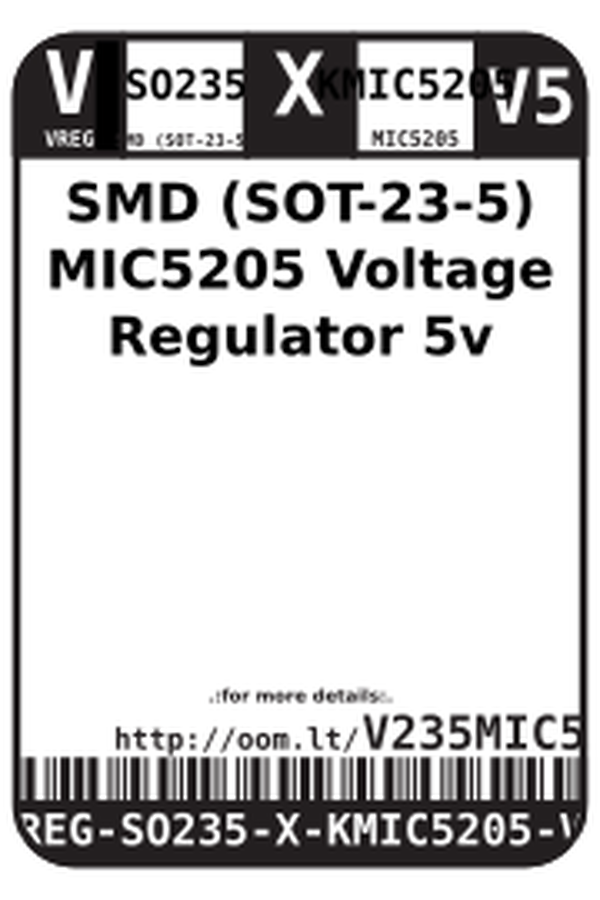 V SO235 X KMIC5205 V5
VREG SMD (SOT-23-5 MIC5205
SMD (SOT-23-5)
MIC5205 Voltage
Regulator 5v
.:for more details:.
http://oom.lt/V235MIC5
REG-SO235-X-KMIC5205-V